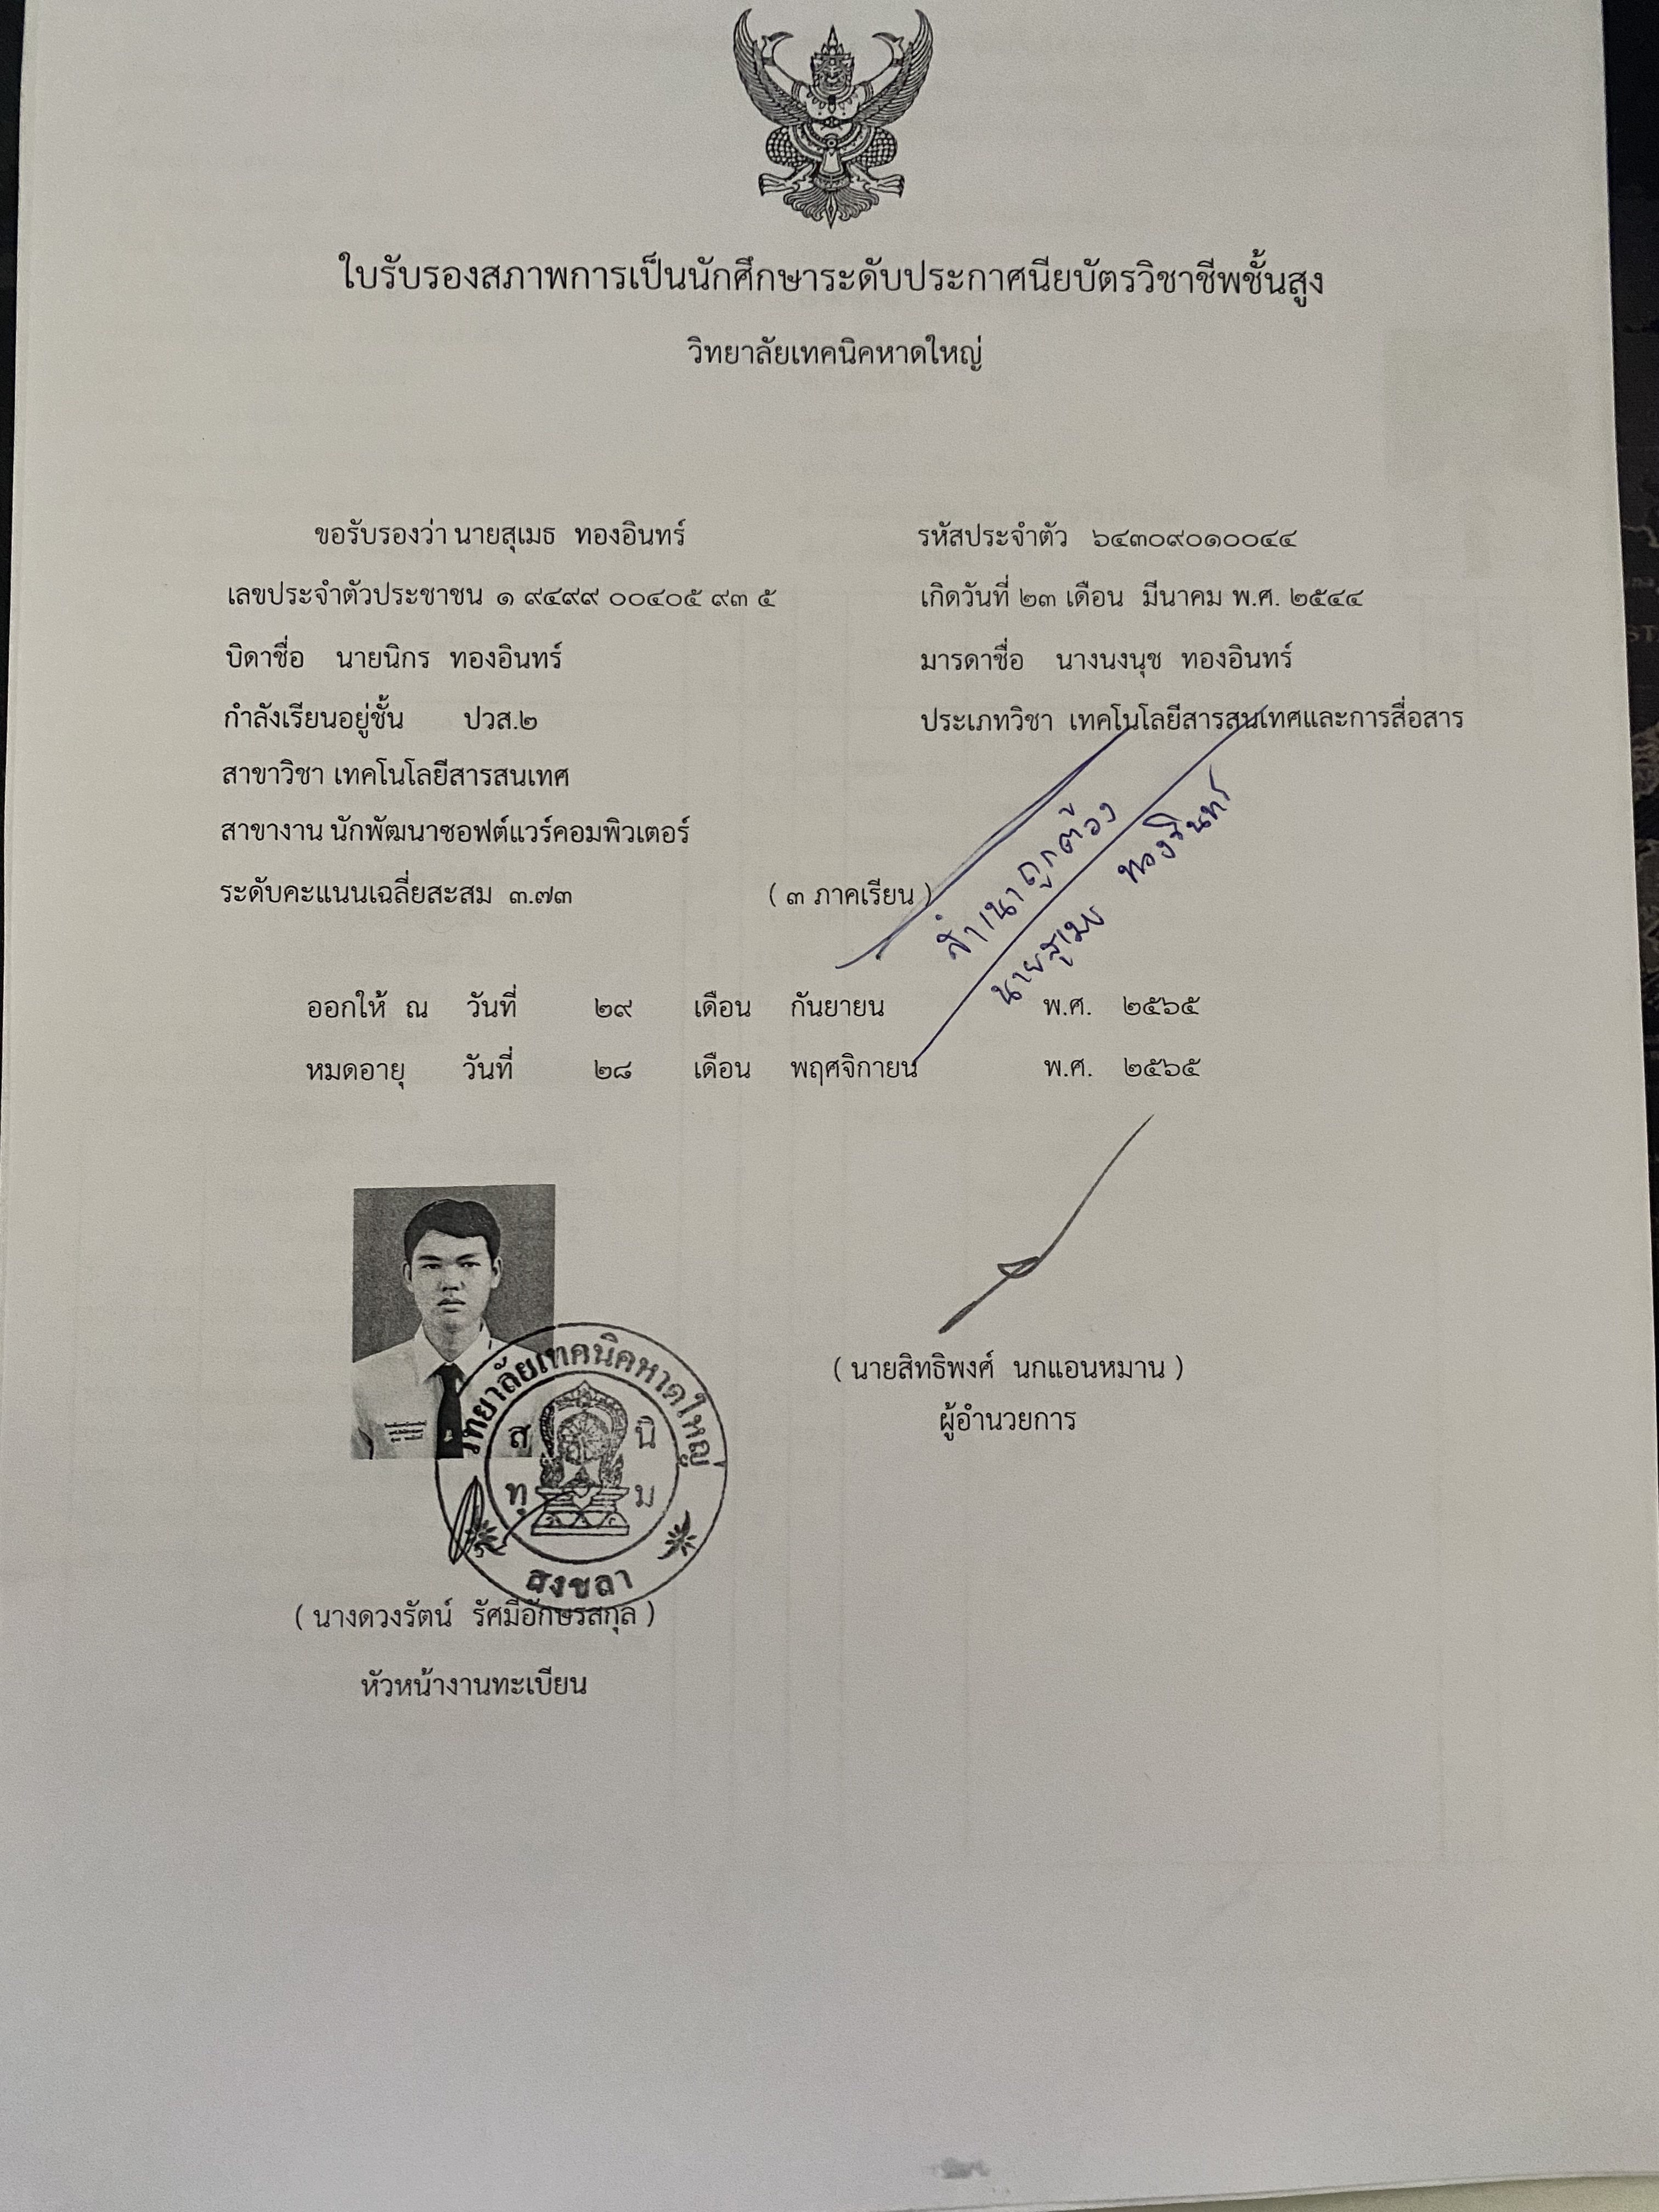 ใบรับรองสภาพการเป็นนักศึกษาระดับประกาศนียบัตรวิชาชีพชั้นสูง
วิทยาลัยเทคนิคหาดใหญ่
ขอรับรองว่า นายสุเมธ ทองอินทร์ รหัสประจำตัว ๖๔๓๐๙๐๑๐๐๔๔
เลขประจำตัวประชาชน ๑ ๙๔๙๙ ๐๐๔๐๕ ๙๓ ๕ เกิดวันที่ ๒๓ เดือน มีนาคม พ.ศ. ๒๕๔๔
บิดาชื่อ นายนิกร ทองอินทร์ มารดาชื่อ นางนงนุช ทองอินทร์
กำลังเรียนอยู่ชั้น ปวส.๒ ประเภทวิชา เทคโนโลยีสารสนเทศและการสื่อสาร
สาขาวิชา เทคโนโลยีสารสนเทศ
สาขางาน นักพัฒนาซอฟต์แวร์คอมพิวเตอร์
ระดับคะแนนเฉลี่ยสะสม ๓.๗๓ ( ๓ ภาคเรียน )
สำเนาถูกต้อง
นายสุเมธ ทองอินทร์
ออกให้ ณ วันที่ ๒๙ เดือน กันยายน พ.ศ. ๒๕๖๕
หมดอายุ วันที่ ๒๘ เดือน พฤศจิกายน พ.ศ. ๒๕๖๕
วิทยาลัยเทคนิคหาดใหญ่
ส นิ
ทุ ม
สงขลา
( นายสิทธิพงศ์ นกแอนหมาน )
ผู้อำนวยการ
( นางดวงรัตน์ รัศมีอักษรสกุล )
หัวหน้างานทะเบียน